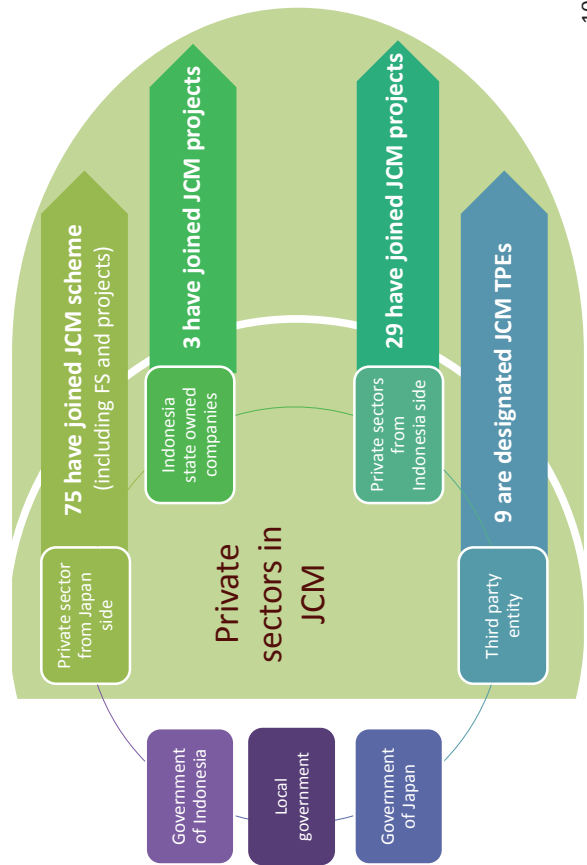 Government
of Indonesia
Local
government
Government
of Japan
Private
sectors in
JCM
Private sector
from Japan
side
75 have joined JCM scheme
(including FS and projects)
Indonesia
state owned
companies
3 have joined JCM projects
Private sectors
from
Indonesia side
29 have joined JCM projects
Third party
entity
9 are designated JCM TPEs